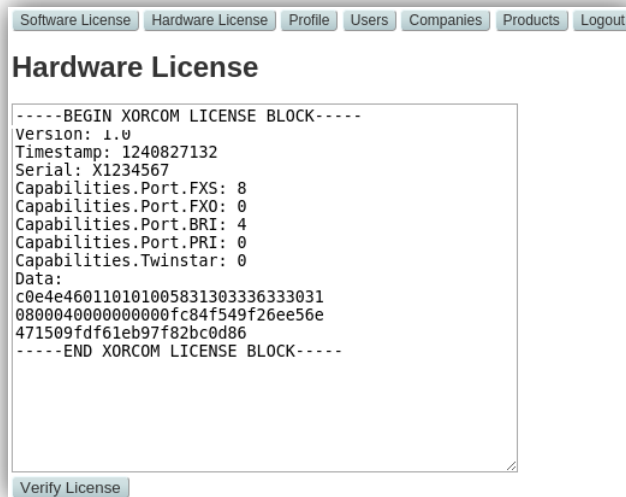 Software License Hardware License Profile Users Companies Products Logout
Hardware License
-----BEGIN XORCOM LICENSE BLOCK-----
Version: 1.0
Timestamp: 1240827132
Serial: X1234567
Capabilities.Port.FXS: 8
Capabilities.Port.FXO: 0
Capabilities.Port.BRI: 4
Capabilities.Port.PRI: 0
Capabilities.Twinstar: 0
Data:
c0e4e4601101010058313033363330​31
0800040000000000fc84f549f26ee56e
471509fdf61eb97f82bc0d86
-----END XORCOM LICENSE BLOCK-----
Verify License